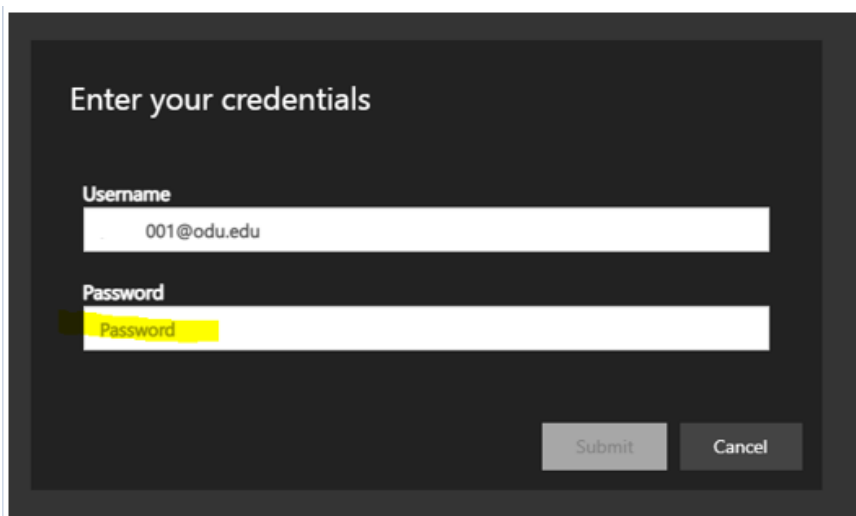 Enter your credentials
Username
001@odu.edu
Password
Password
Submit
Cancel